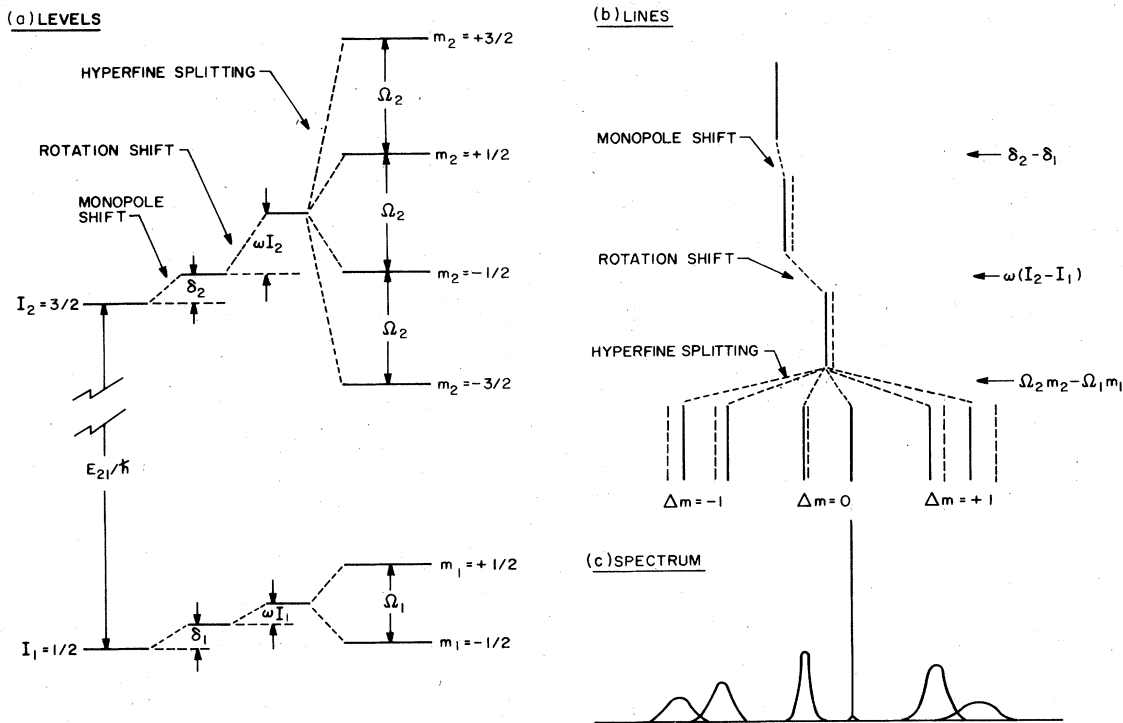 (a) LEVELS
HYPERFINE SPLITTING
ROTATION SHIFT
MONOPOLE
SHIFT
m₂ = +3/2
Ω₂
m₂ = +1/2
Ω₂
ωI₂
m₂ = -1/2
δ₂
I₂ = 3/2
Ω₂
m₂ = -3/2
E₂₁/ℏ
m₁ = +1/2
Ω₁
ωI₁
δ₁
m₁ = -1/2
I₁ = 1/2
(b) LINES
MONOPOLE SHIFT
δ₂-δ₁
ROTATION SHIFT
ω(I₂-I₁)
HYPERFINE SPLITTING
Ω₂m₂-Ω₁m₁
Δm=-1 Δm=0 Δm=+1
(c) SPECTRUM